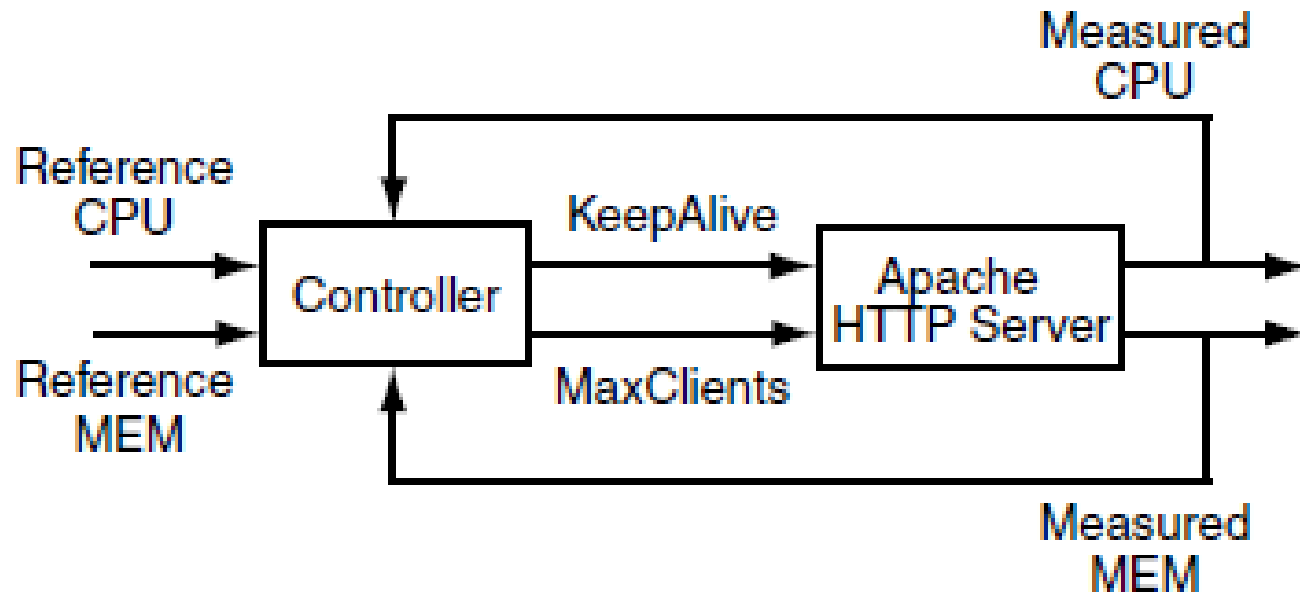 Measured
CPU
Reference
CPU
KeepAlive
Controller
Apache
HTTP Server
MaxClients
Reference
MEM
Measured
MEM